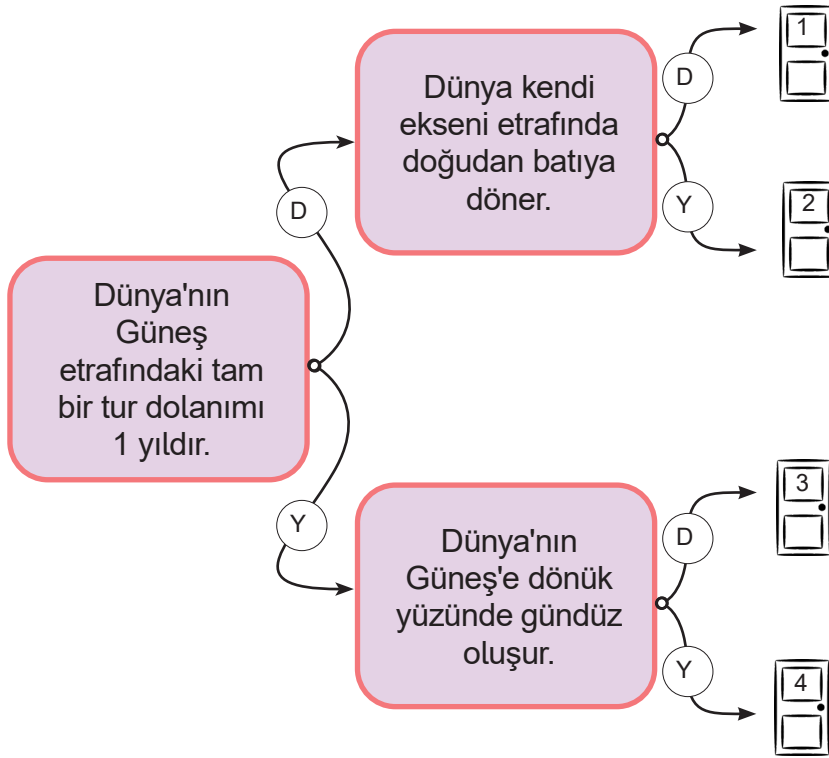 Dünya kendi
ekseni etrafında
doğudan batıya
döner.
D
1
Y
2
D
Dünya'nın
Güneş
etrafındaki tam
bir tur dolanımı
1 yıldır.
Y
Dünya'nın
Güneş'e dönük
yüzünde gündüz
oluşur.
D
3
Y
4